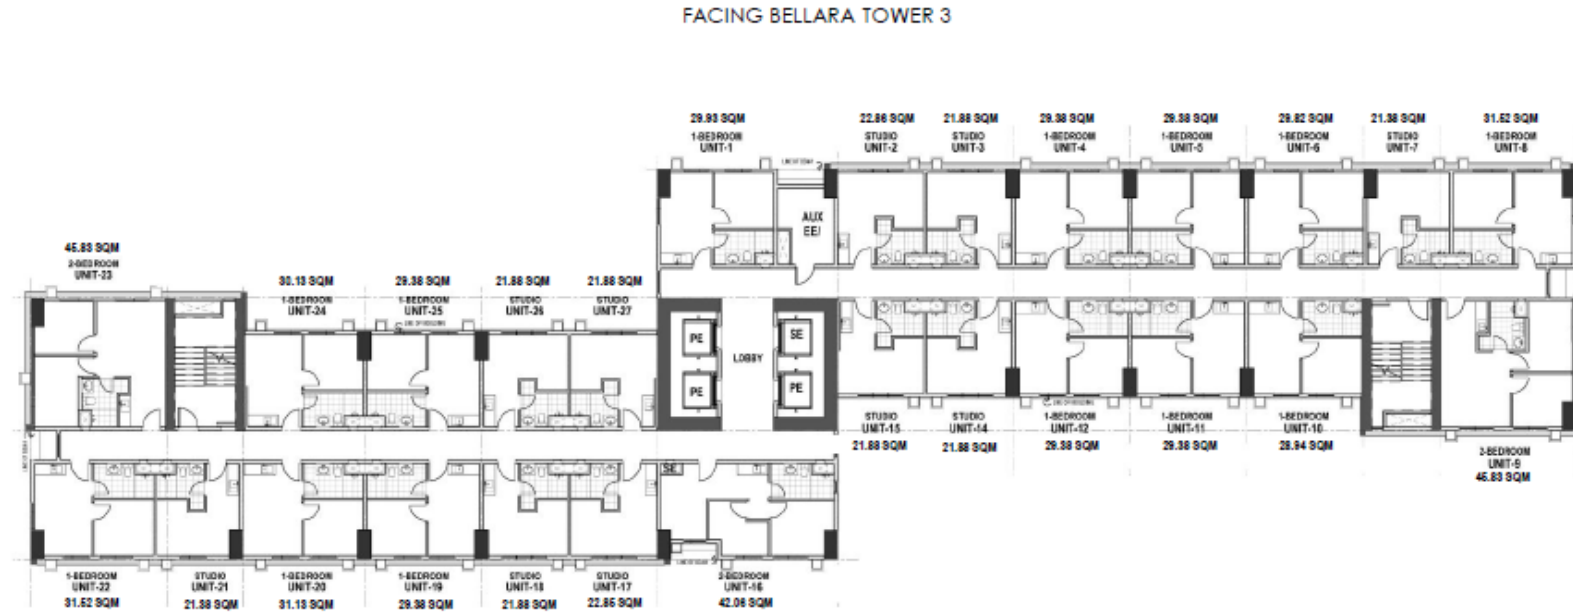 FACING BELLARA TOWER 3
29.93 SQM
1-BEDROOM
UNIT-1
22.86 SQM
STUDIO
UNIT-2
21.88 SQM
STUDIO
UNIT-3
29.38 SQM
1-BEDROOM
UNIT-4
29.38 SQM
1-BEDROOM
UNIT-5
29.82 SQM
1-BEDROOM
UNIT-6
21.38 SQM
STUDIO
UNIT-7
31.52 SQM
1-BEDROOM
UNIT-8
AUX
EE/
45.83 SQM
2-BEDROOM
UNIT-23
30.13 SQM
1-BEDROOM
UNIT-24
29.38 SQM
1-BEDROOM
UNIT-25
21.88 SQM
STUDIO
UNIT-26
21.88 SQM
STUDIO
UNIT-27
PE
PE
LOBBY
SE
PE
STUDIO
UNIT-15
21.88 SQM
STUDIO
UNIT-14
21.88 SQM
1-BEDROOM
UNIT-12
29.38 SQM
1-BEDROOM
UNIT-11
29.38 SQM
1-BEDROOM
UNIT-10
28.94 SQM
2-BEDROOM
UNIT-9
45.83 SQM
SE
1-BEDROOM
UNIT-22
31.52 SQM
STUDIO
UNIT-21
21.38 SQM
1-BEDROOM
UNIT-20
31.13 SQM
1-BEDROOM
UNIT-19
29.38 SQM
STUDIO
UNIT-18
21.88 SQM
STUDIO
UNIT-17
22.85 SQM
2-BEDROOM
UNIT-16
42.08 SQM